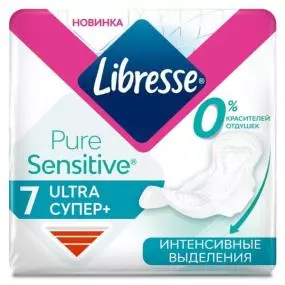 НОВИНКА
Libresse
0%
КРАСИТЕЛЕЙ
ОТДУШЕК
Pure
Sensitive®
7 ULTRA
СУПЕР+
ИНТЕНСИВНЫЕ
ВЫДЕЛЕНИЯ